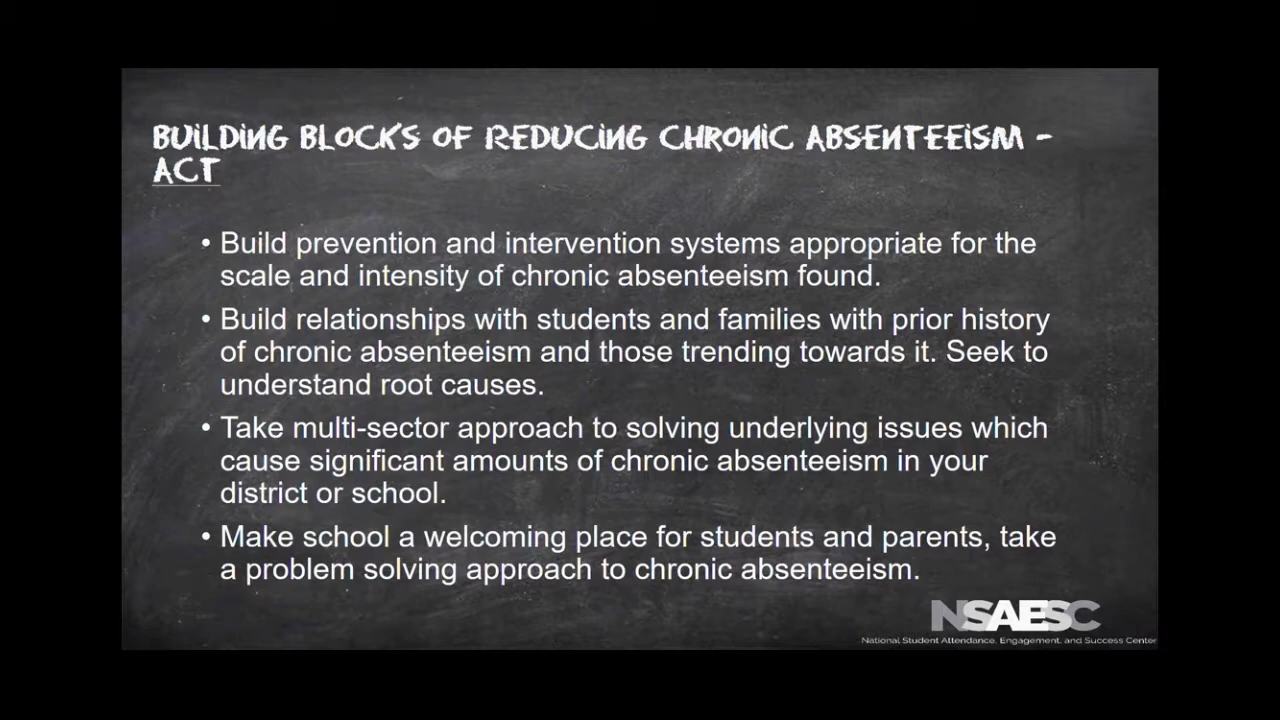 BUILDING BLOCKS OF REDUCING CHRONIC ABSENTEEISM -
ACT
• Build prevention and intervention systems appropriate for the
scale and intensity of chronic absenteeism found.
• Build relationships with students and families with prior history
of chronic absenteeism and those trending towards it. Seek to
understand root causes.
• Take multi-sector approach to solving underlying issues which
cause significant amounts of chronic absenteeism in your
district or school.
• Make school a welcoming place for students and parents, take
a problem solving approach to chronic absenteeism.
NSAESC
National Student Attendance, Engagement, and Success Center